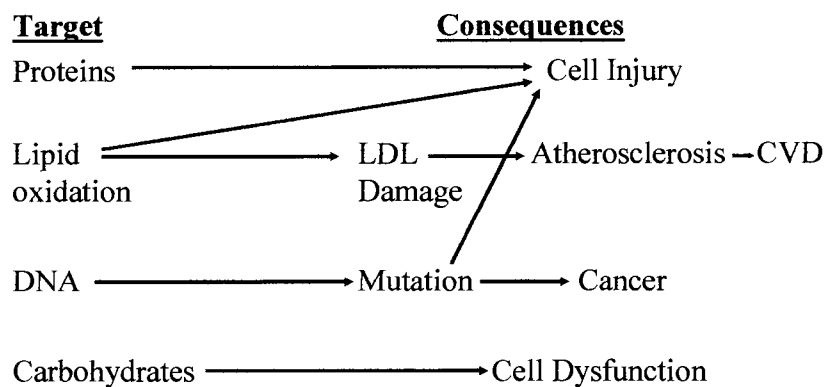 Target Consequences
Proteins Cell Injury
Lipid LDL Atherosclerosis CVD
oxidation Damage
DNA Mutation Cancer
Carbohydrates Cell Dysfunction